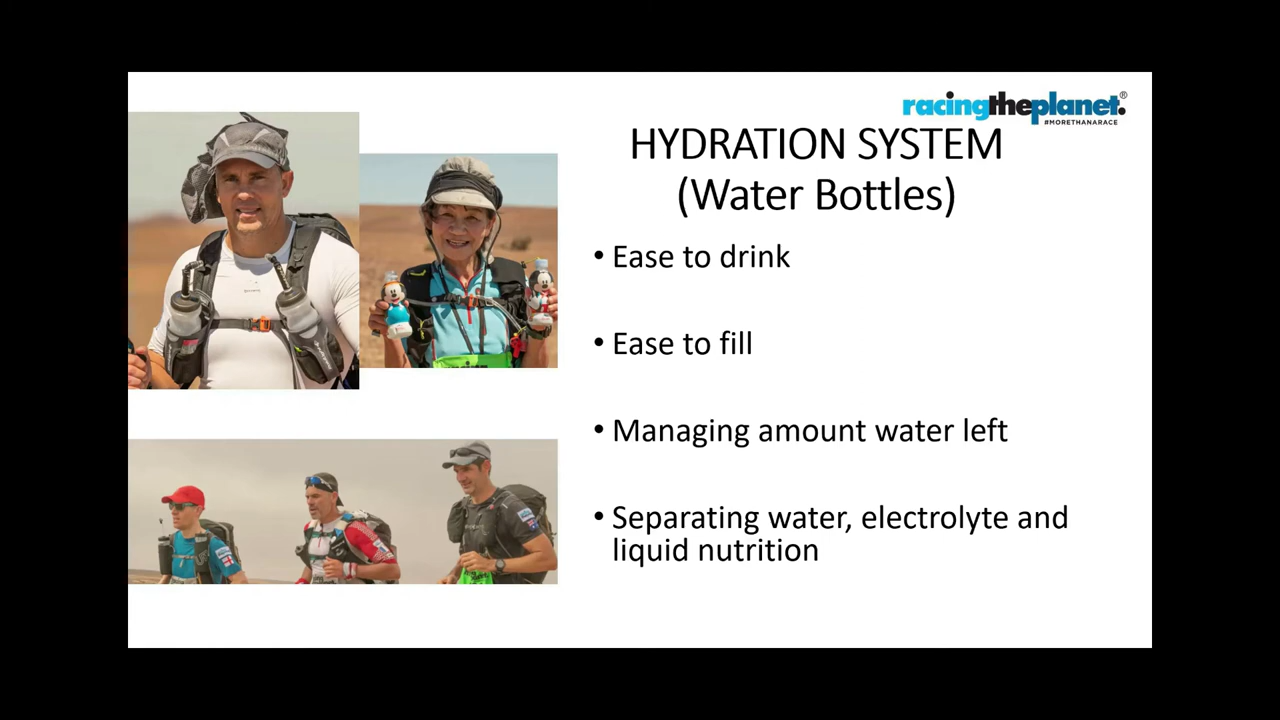 racingtheplanet.®
#MORETHANARACE
HYDRATION SYSTEM
(Water Bottles)
• Ease to drink
• Ease to fill
• Managing amount water left
• Separating water, electrolyte and
liquid nutrition